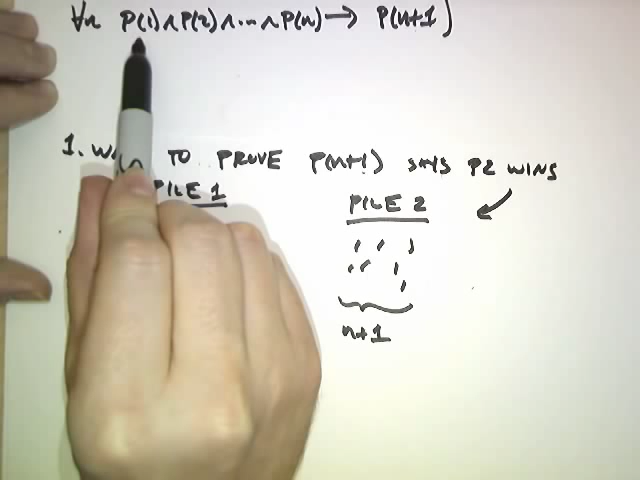 ∀n P(1)∧P(2)∧...∧P(n)→ P(n+1)
1. TO PROVE P(n+1) SAYS P2 WINS
PILE 1
PILE 2
n+1